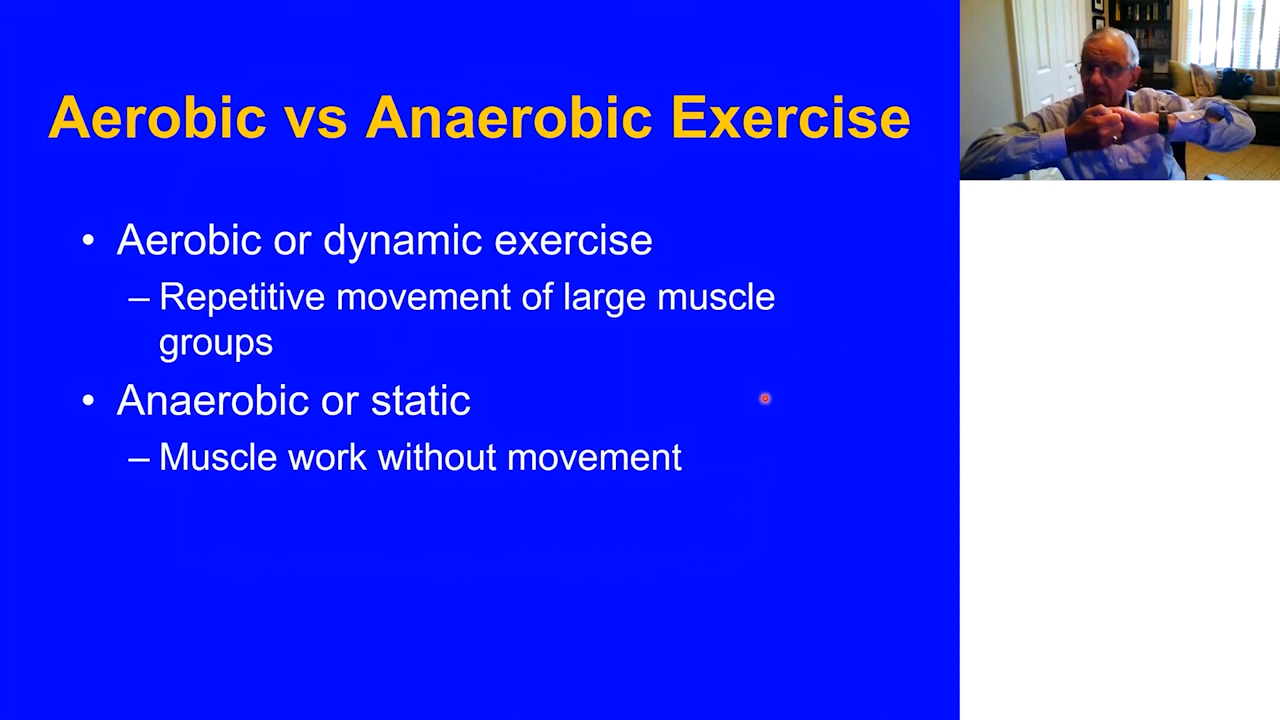 Aerobic vs Anaerobic Exercise
• Aerobic or dynamic exercise
– Repetitive movement of large muscle
groups
• Anaerobic or static
– Muscle work without movement